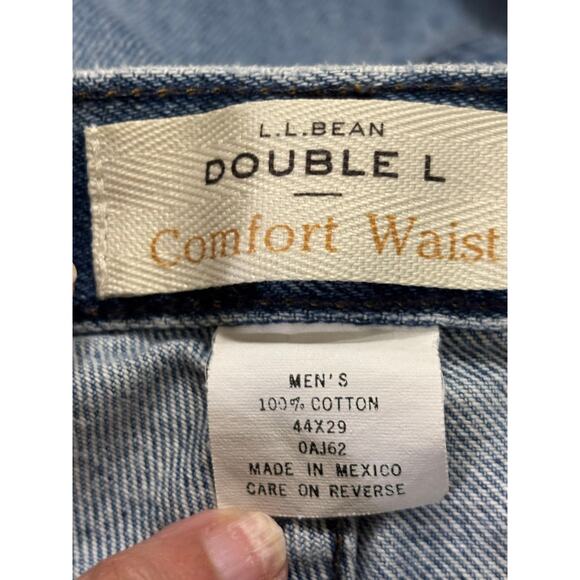 L.L.BEAN
DOUBLE L
Comfort Waist
MEN'S
100% COTTON
44X29
0AJ62
MADE IN MEXICO
CARE ON REVERSE